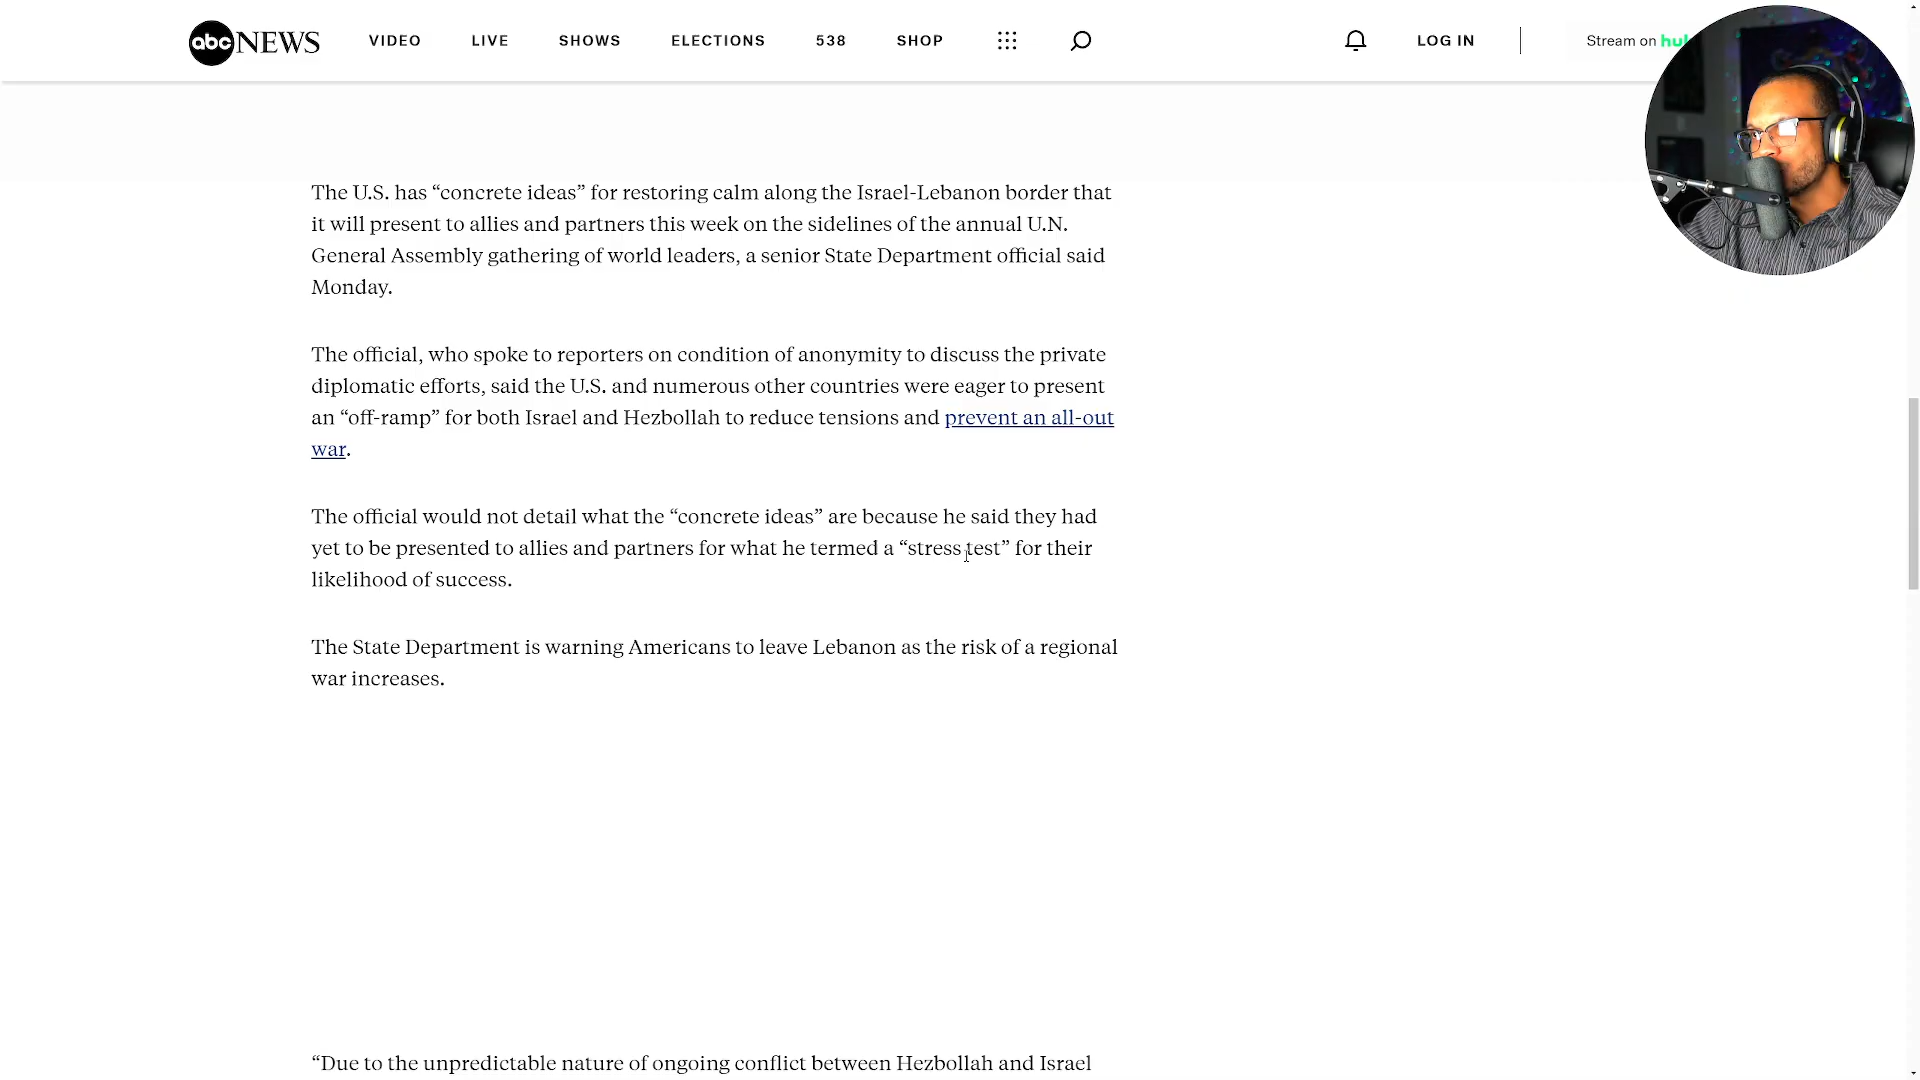 abc NEWS VIDEO LIVE SHOWS ELECTIONS 538 SHOP LOG IN Stream on
The U.S. has “concrete ideas” for restoring calm along the Israel-Lebanon border that
it will present to allies and partners this week on the sidelines of the annual U.N.
General Assembly gathering of world leaders, a senior State Department official said
Monday.
The official, who spoke to reporters on condition of anonymity to discuss the private
diplomatic efforts, said the U.S. and numerous other countries were eager to present
an “off-ramp” for both Israel and Hezbollah to reduce tensions and prevent an all-out
war.
The official would not detail what the “concrete ideas” are because he said they had
yet to be presented to allies and partners for what he termed a “stress test” for their
likelihood of success.
The State Department is warning Americans to leave Lebanon as the risk of a regional
war increases.
“Due to the unpredictable nature of ongoing conflict between Hezbollah and Israel